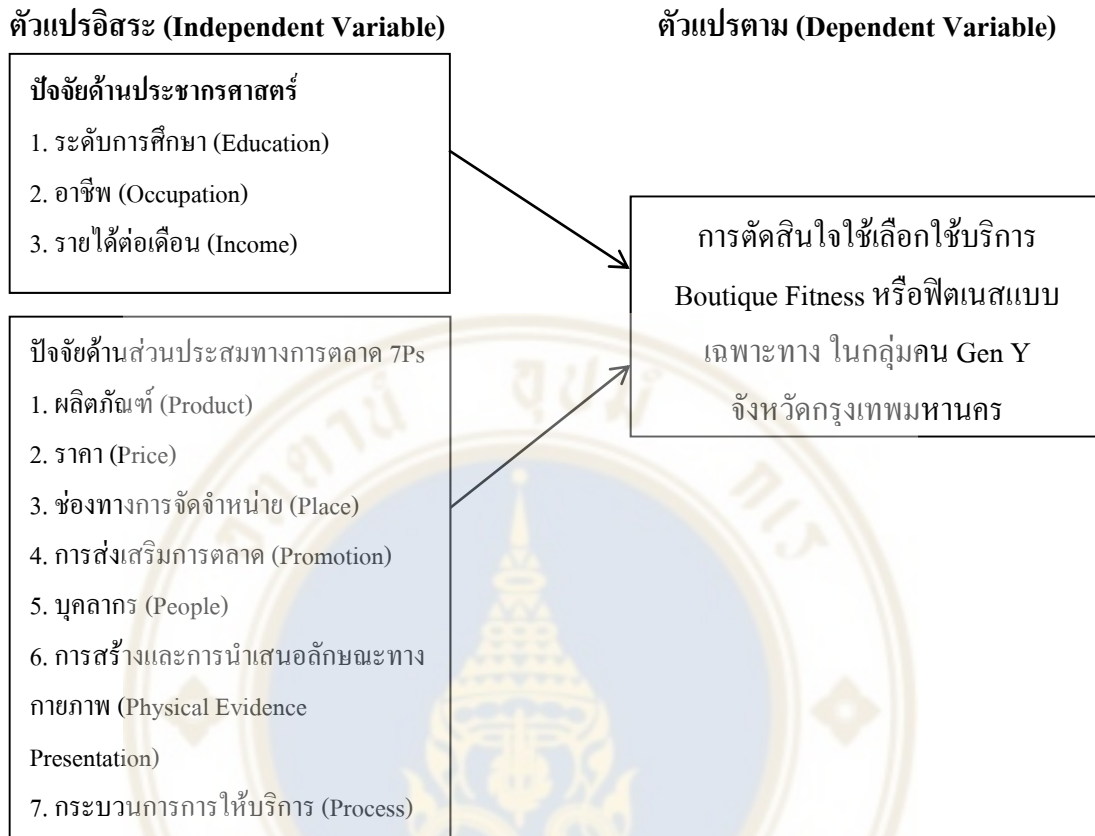 ตัวแปรอิสระ (Independent Variable)
ตัวแปรตาม (Dependent Variable)
ปัจจัยด้านประชากรศาสตร์
1. ระดับการศึกษา (Education)
2. อาชีพ (Occupation)
3. รายได้ต่อเดือน (Income)
ปัจจัยด้านส่วนประสมทางการตลาด 7Ps
1. ผลิตภัณฑ์ (Product)
2. ราคา (Price)
3. ช่องทางการจัดจำหน่าย (Place)
4. การส่งเสริมการตลาด (Promotion)
5. บุคลากร (People)
6. การสร้างและการนำเสนอลักษณะทาง
กายภาพ (Physical Evidence
Presentation)
7. กระบวนการการให้บริการ (Process)
การตัดสินใจใช้เลือกใช้บริการ
Boutique Fitness หรือฟิตเนสแบบ
เฉพาะทาง ในกลุ่มคน Gen Y
จังหวัดกรุงเทพมหานคร